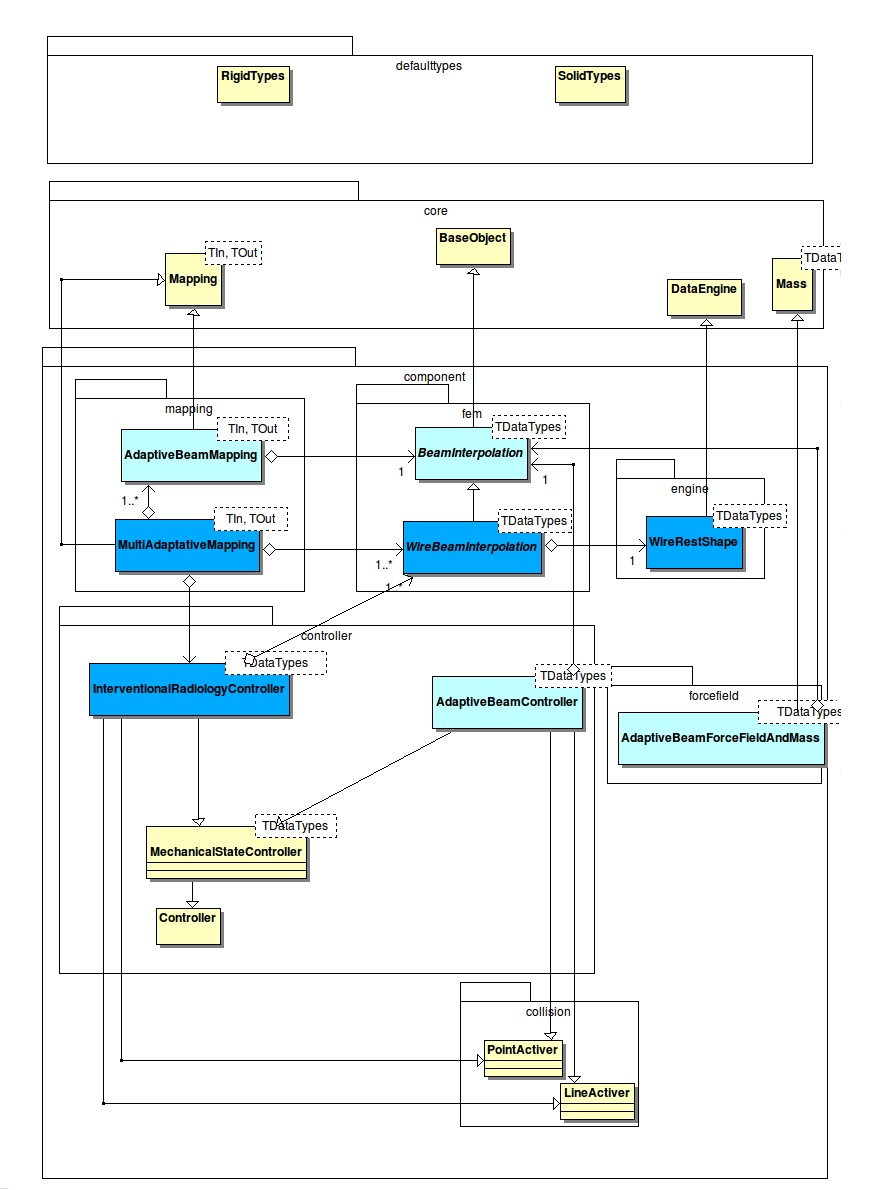 defaulttypes
RigidTypes
SolidTypes
core
TIn, TOut
Mapping
BaseObject
DataEngine
TDataT
Mass
component
mapping
TIn, TOut
AdaptiveBeamMapping
1..*
TIn, TOut
MultiAdaptativeMapping
fem
TDataTypes
BeamInterpolation
1
1
TDataTypes
WireBeamInterpolation
1..*
1..*
engine
TDataTypes
WireRestShape
1
controller
TDataTypes
InterventionalRadiologyController
TDataTypes
AdaptiveBeamController
forcefield
TDataTypes
AdaptiveBeamForceFieldAndMass
TDataTypes
MechanicalStateController
Controller
collision
PointActiver
LineActiver